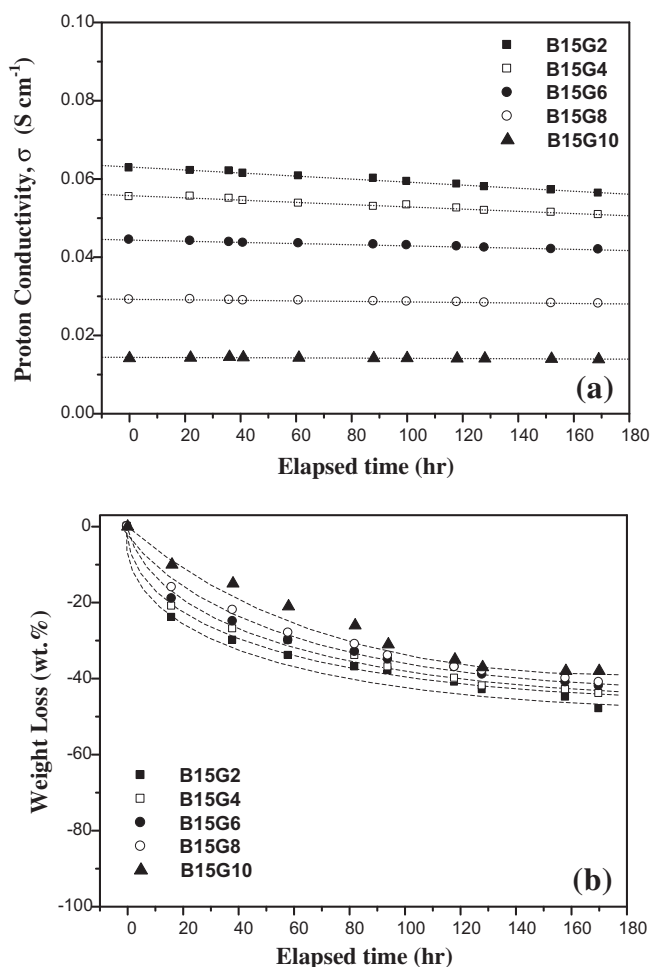 0.10
0.08
0.06
0.04
0.02
0.00
Proton Conductivity, σ (S cm-1)
B15G2
B15G4
B15G6
B15G8
B15G10
(a)
0 20 40 60 80 100 120 140 160 180
Elapsed time (hr)
0
-20
-40
-60
-80
-100
Weight Loss (wt.%)
B15G2
B15G4
B15G6
B15G8
B15G10
(b)
0 20 40 60 80 100 120 140 160 180
Elapsed time (hr)